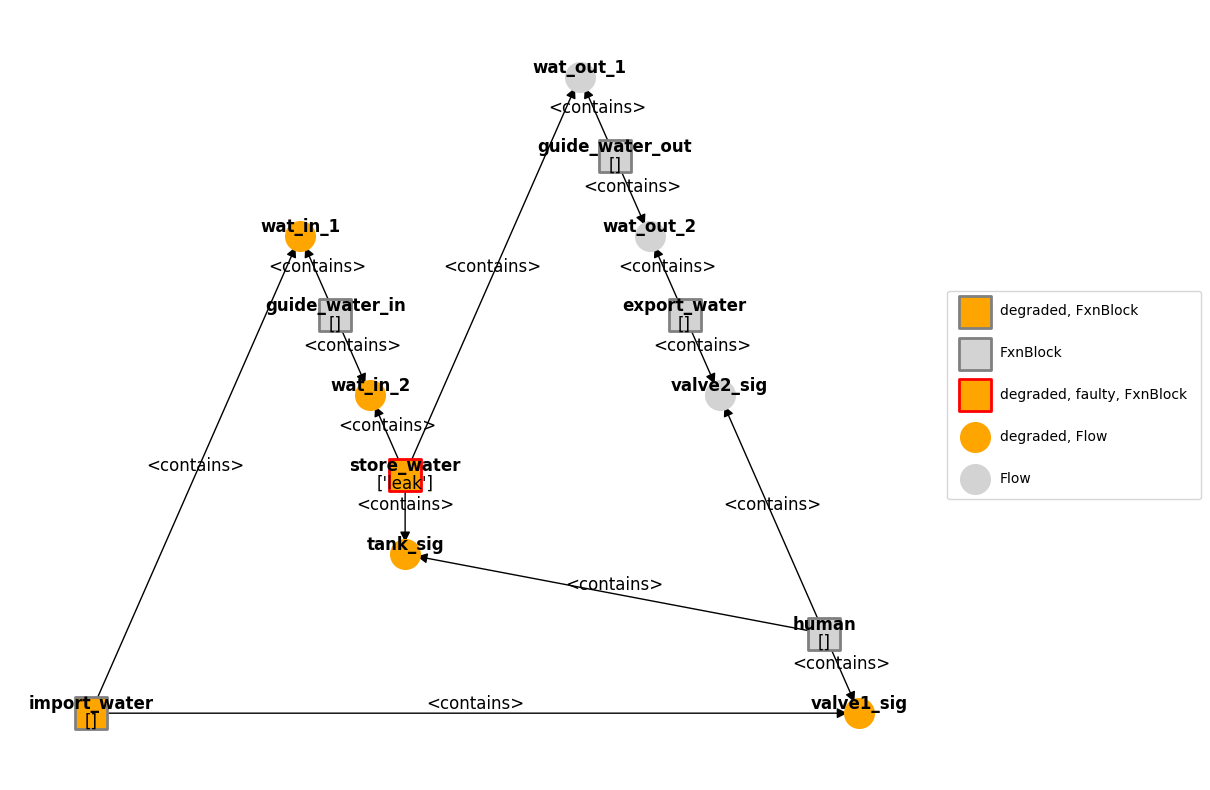 wat_out_1
<contains>
guide_water_out
[]
<contains>
wat_in_1
wat_out_2
<contains>
<contains>
<contains>
guide_water_in
[]
export_water
[]
<contains>
<contains>
wat_in_2
valve2_sig
<contains>
<contains>
store_water
['leak']
<contains>
<contains>
tank_sig
<contains>
human
[]
<contains>
import_water
[]
<contains>
valve1_sig
degraded, FxnBlock
FxnBlock
degraded, faulty, FxnBlock
degraded, Flow
Flow